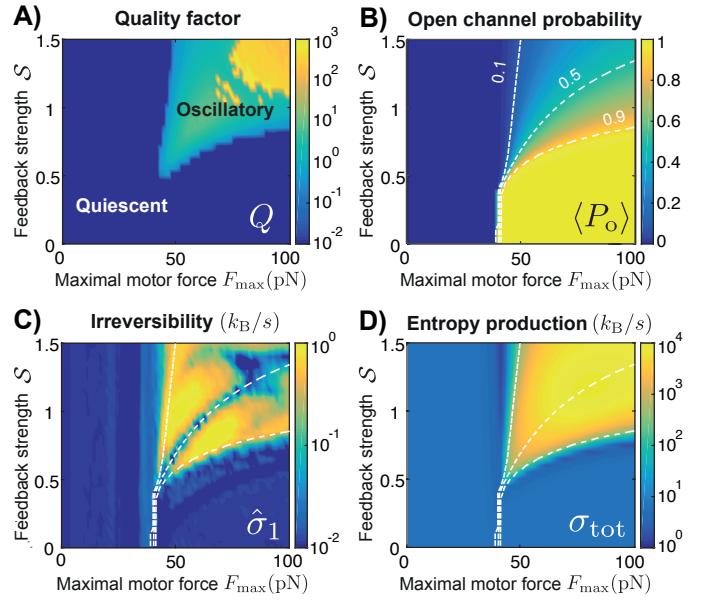 A) Quality factor
Feedback strength 𝒮
1.5
1
0.5
0
Oscillatory
Quiescent
Q
0 50 100
Maximal motor force F_max(pN)
10^3
10^2
10^1
10^0
10^-1
10^-2
B) Open channel probability
Feedback strength 𝒮
1.5
1
0.5
0
0.1
0.5
0.9
⟨P_o⟩
0 50 100
Maximal motor force F_max(pN)
1
0.8
0.6
0.4
0.2
0
C) Irreversibility (k_B/s)
Feedback strength 𝒮
1.5
1
0.5
0
σ̂_1
0 50 100
Maximal motor force F_max(pN)
10^0
10^-1
10^-2
D) Entropy production (k_B/s)
Feedback strength 𝒮
1.5
1
0.5
0
σ_tot
0 50 100
Maximal motor force F_max(pN)
10^4
10^3
10^2
10^1
10^0